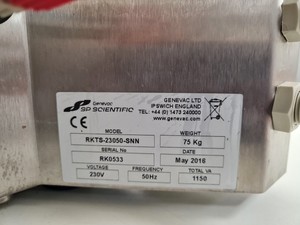 Genevac
SP SCIENTIFIC
GENEVAC LTD
IPSWICH ENGLAND
TEL: +44 (0) 1473 240000
www.genevac.com
CE
MODEL
WEIGHT
RKTS-23050-SNN
75 Kg
SERIAL No
DATE
RK0533
May 2016
VOLTAGE
FREQUENCY
TOTAL VA
230V
50Hz
1150